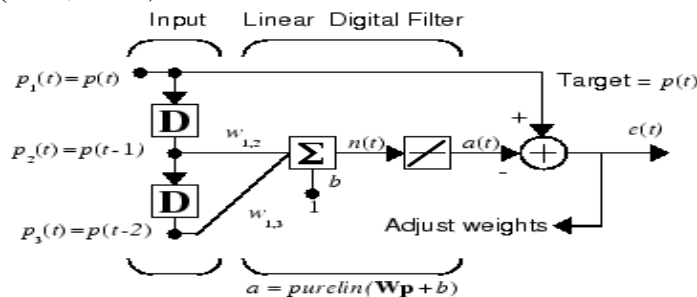 Input Linear Digital Filter
p1(t)=p(t)
Target = p(t)
+
D
w1,2
e(t)
p2(t)=p(t-1)
Σ
n(t)
a(t)
-
b
D
w1,3
1
p3(t)=p(t-2)
Adjust weights
a = purelin(Wp+b)